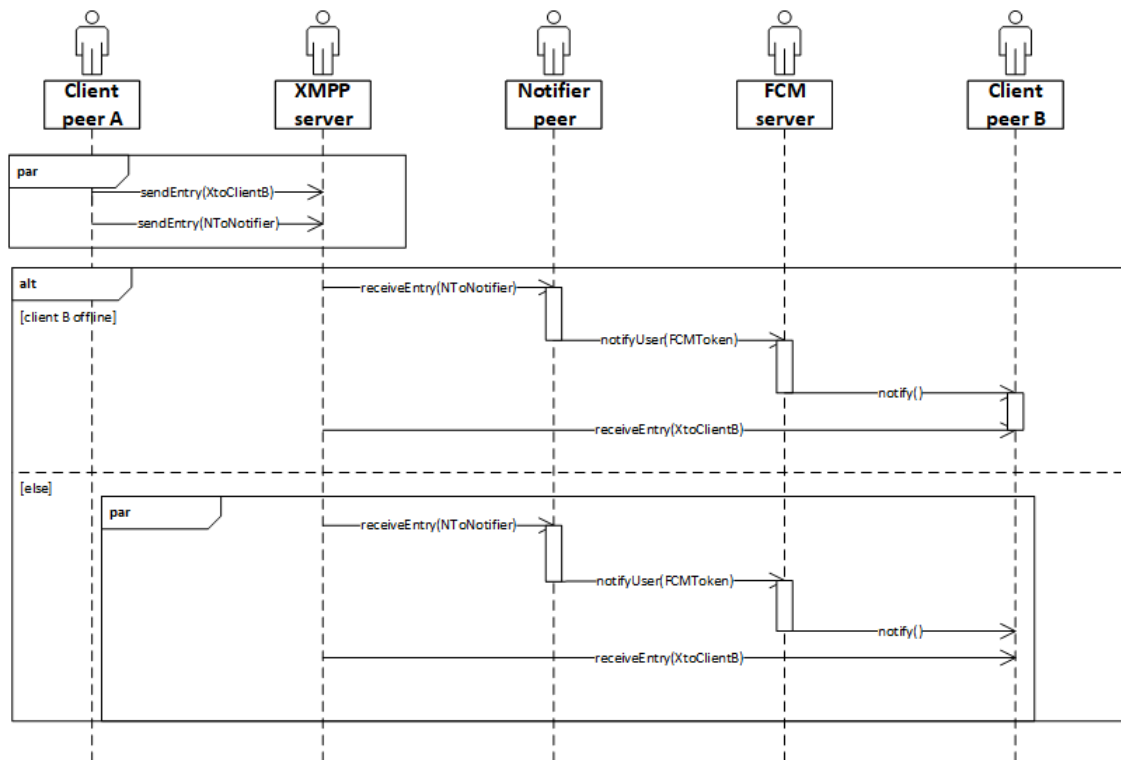 Client
peer A
XMPP
server
Notifier
peer
FCM
server
Client
peer B
par
sendEntry(XtoClientB)
sendEntry(NToNotifier)
alt
receiveEntry(NToNotifier)
[client B offline]
notifyUser(FCMToken)
notify()
receiveEntry(XtoClientB)
[else]
par
receiveEntry(NToNotifier)
notifyUser(FCMToken)
notify()
receiveEntry(XtoClientB)